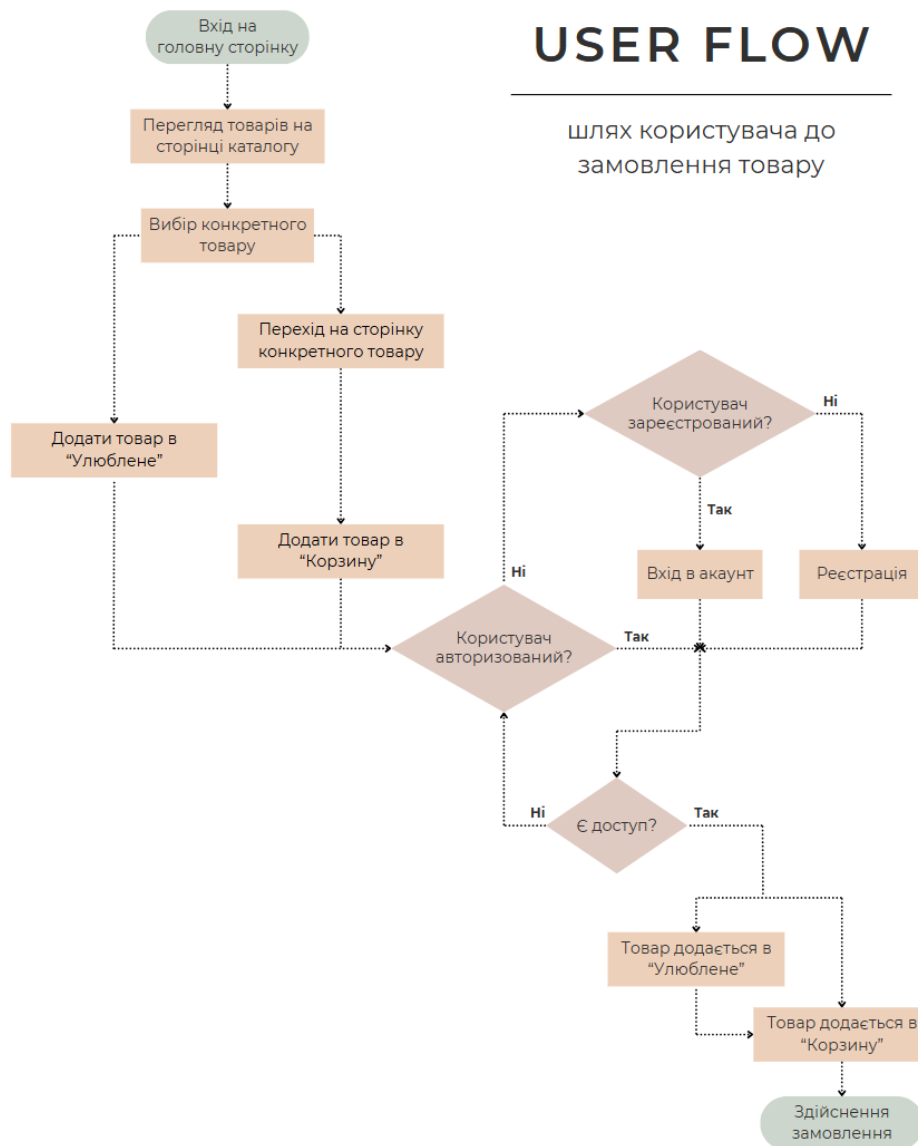 USER FLOW
шлях користувача до
замовлення товару
Вхід на
головну сторінку
Перегляд товарів на
сторінці каталогу
Вибір конкретного
товару
Перехід на сторінку
конкретного товару
Додати товар в
“Улюблене”
Додати товар в
“Корзину”
Користувач
зареєстрований?
Ні
Так
Вхід в акаунт
Реєстрація
Ні
Користувач
авторизований?
Так
Ні
Є доступ?
Так
Товар додається в
“Улюблене”
Товар додається в
“Корзину”
Здійснення
замовлення